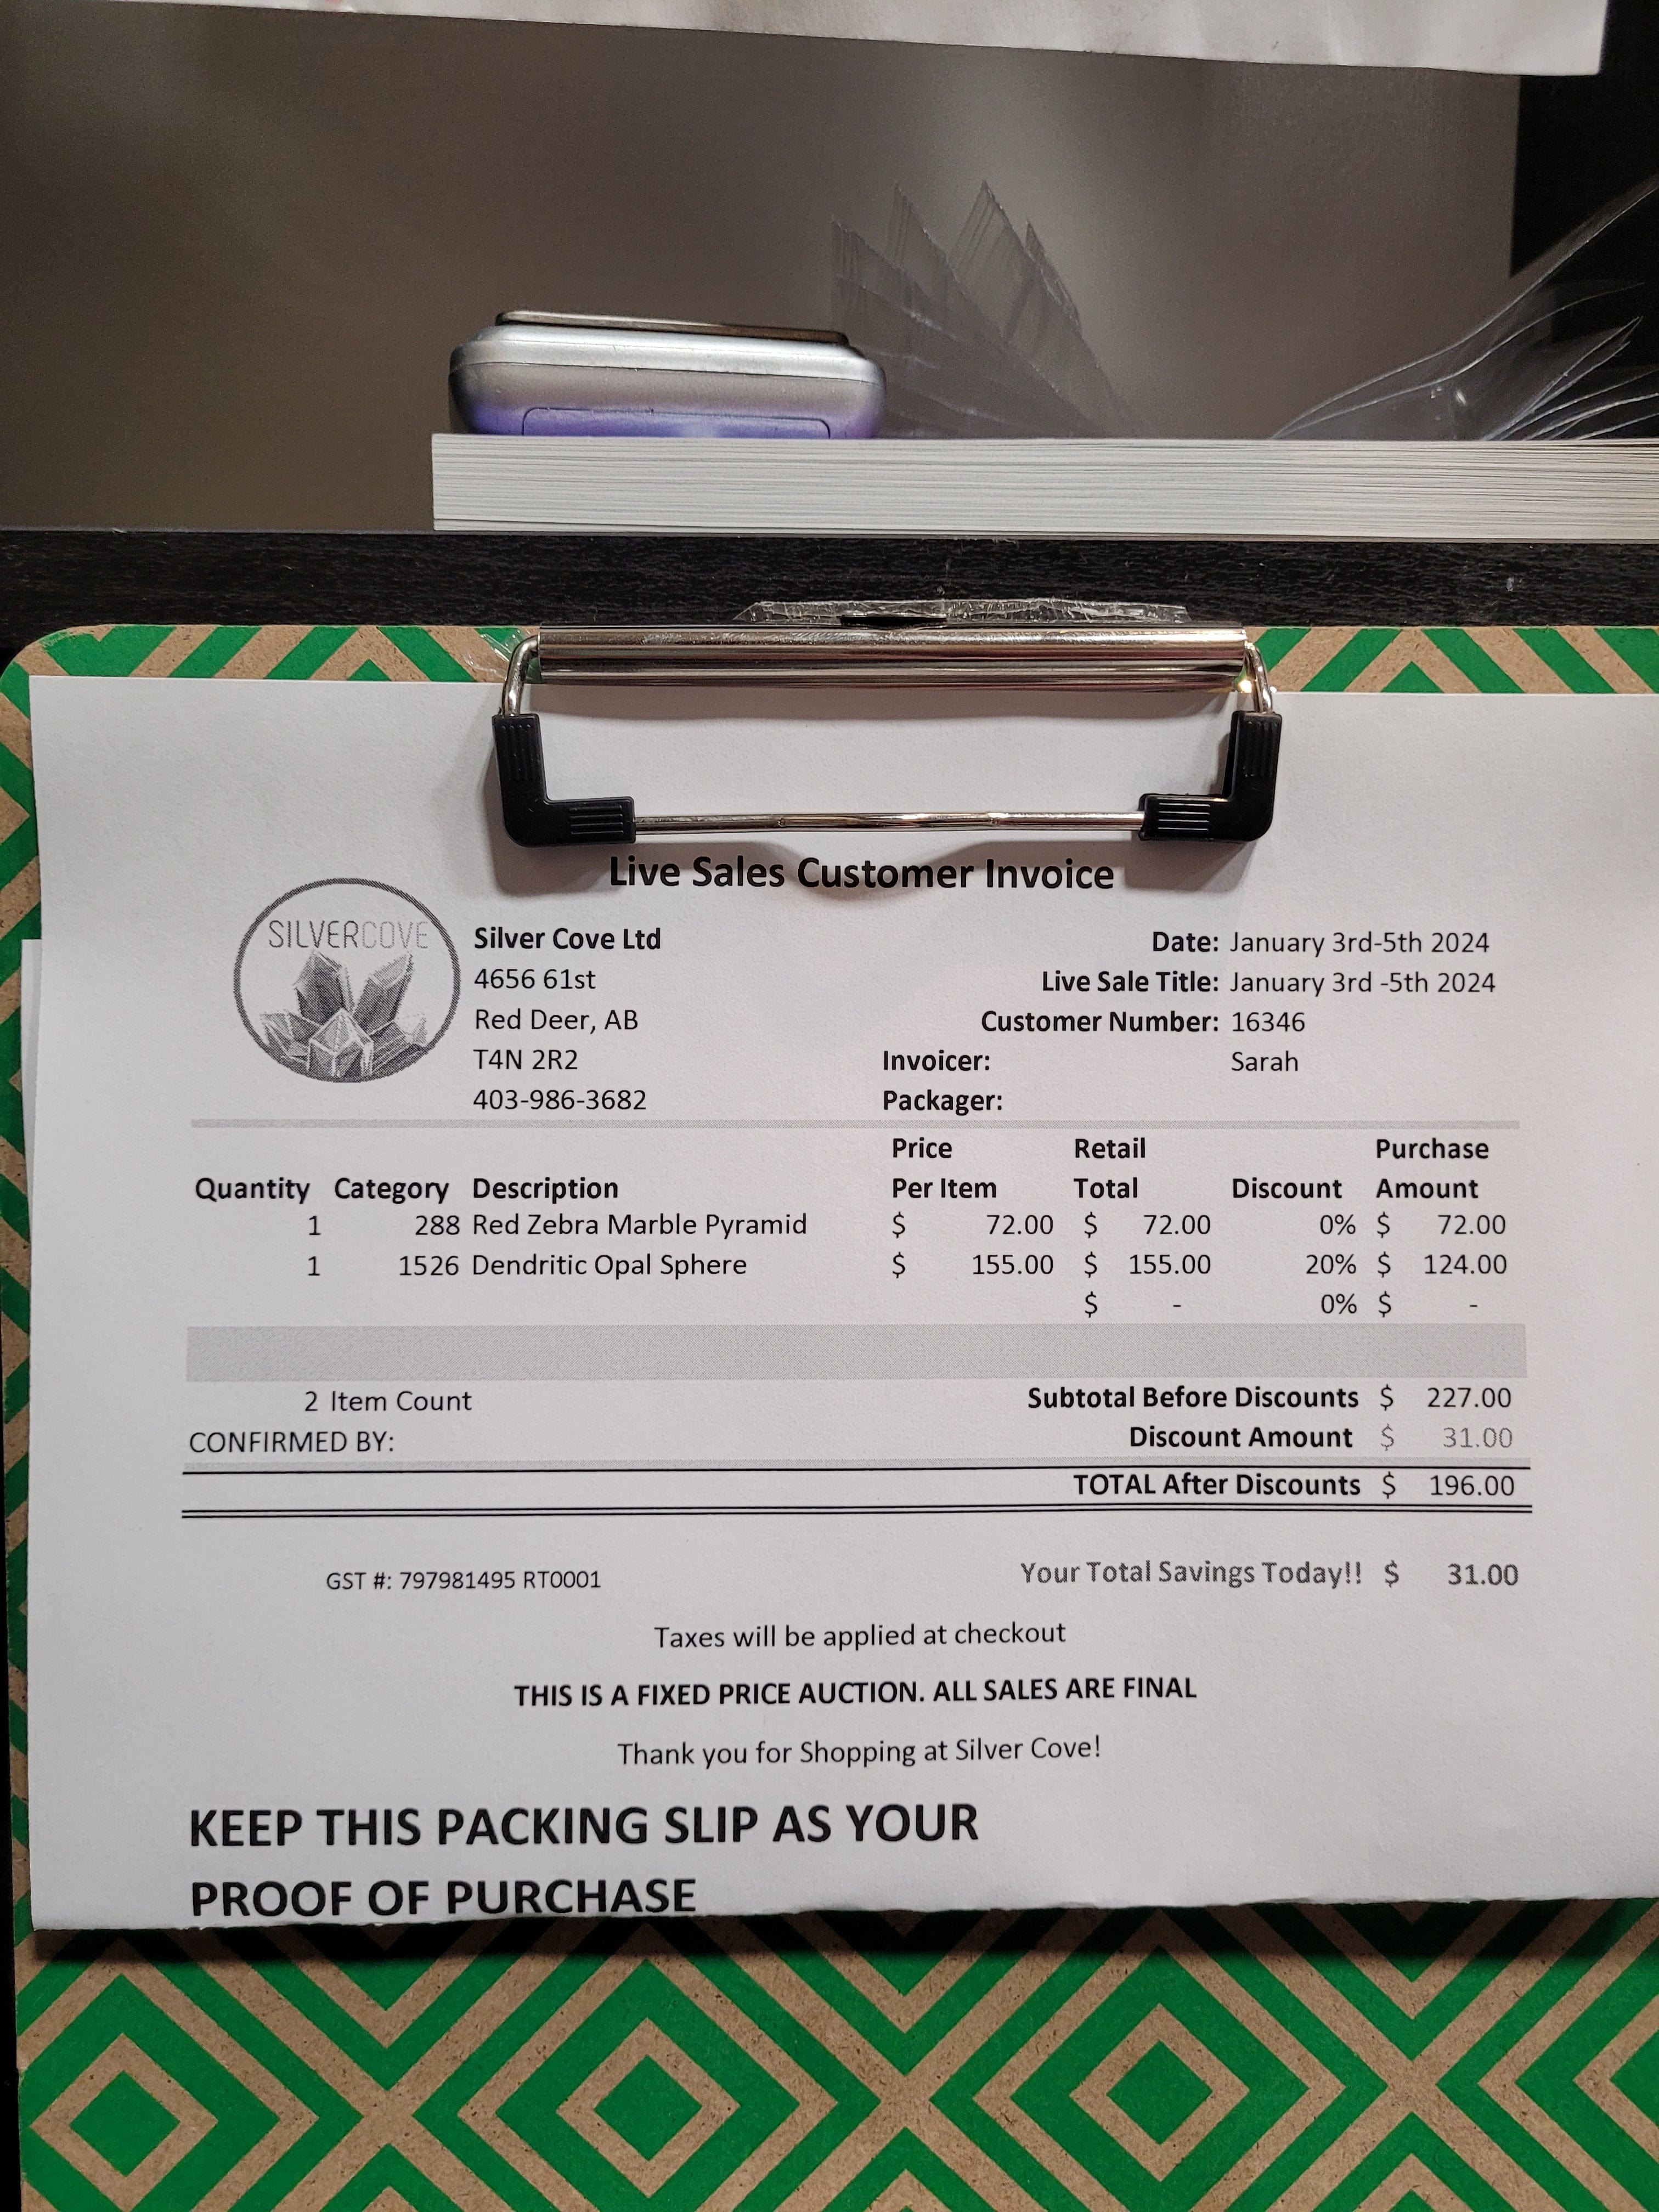 Live Sales Customer Invoice
SILVERCOVE
Silver Cove Ltd
4656 61st
Red Deer, AB
T4N 2R2
403-986-3682
Date: January 3rd-5th 2024
Live Sale Title: January 3rd -5th 2024
Customer Number: 16346
Invoicer: Sarah
Packager:
Price Retail Purchase
Quantity Category Description Per Item Total Discount Amount
1 288 Red Zebra Marble Pyramid $ 72.00 $ 72.00 0% $ 72.00
1 1526 Dendritic Opal Sphere $ 155.00 $ 155.00 20% $ 124.00
$ - 0% $ -
2 Item Count Subtotal Before Discounts $ 227.00
CONFIRMED BY: Discount Amount $ 31.00
TOTAL After Discounts $ 196.00
GST #: 797981495 RT0001 Your Total Savings Today!! $ 31.00
Taxes will be applied at checkout
THIS IS A FIXED PRICE AUCTION. ALL SALES ARE FINAL
Thank you for Shopping at Silver Cove!
KEEP THIS PACKING SLIP AS YOUR
PROOF OF PURCHASE